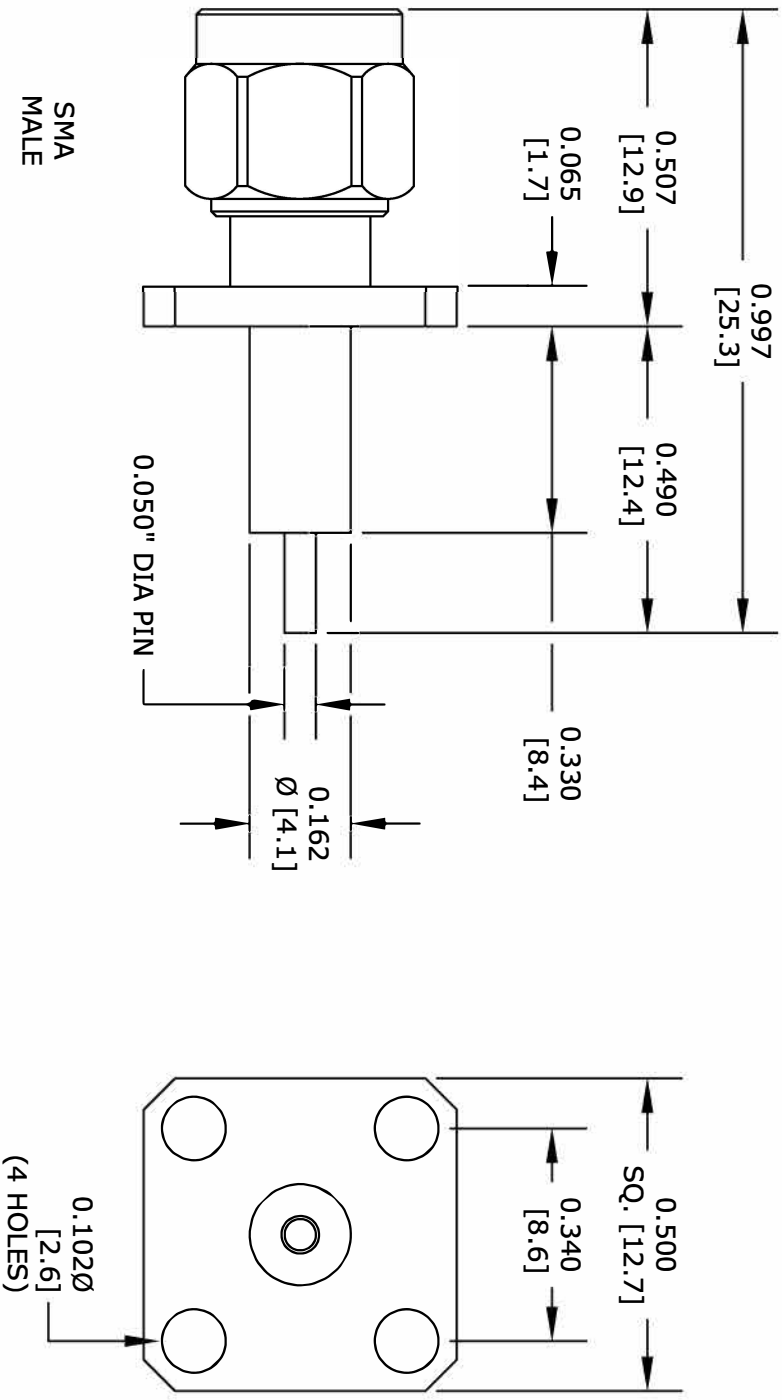 0.997
[25.3]
0.507
[12.9]
0.490
[12.4]
0.065
[1.7]
0.330
[8.4]
0.162
Ø [4.1]
0.050" DIA PIN
SMA
MALE
0.500
SQ. [12.7]
0.340
[8.6]
0.102Ø
[2.6]
(4 HOLES)